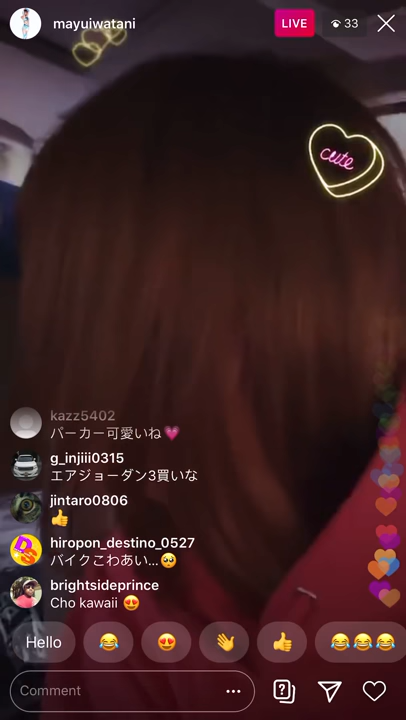 mayuiwatani
LIVE
33
cute
kazz5402
パーカー可愛いね💗
g_injiii0315
エアジョーダン3買いな
jintaro0806
👍
hiropon_destino_0527
バイクこわあい…🥺
brightsideprince
Cho kawaii 😍
Hello 😂 😍 👋 👍 😂😂😂
Comment